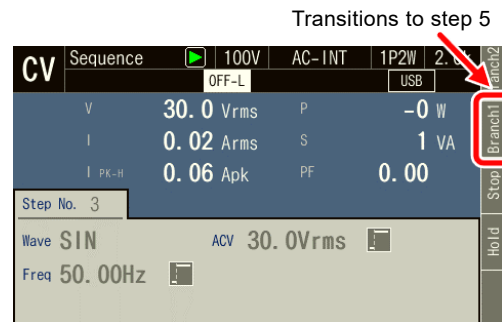 Transitions to step 5
CV Sequence 100V AC-INT 1P2W
OFF-L USB
V 30.0 Vrms P -0 W
I 0.02 Arms S 1 VA
I PK-H 0.06 Apk PF 0.00
Step No. 3
Wave SIN ACV 30.0Vrms
Freq 50.00Hz
Branch1
Stop
Hold